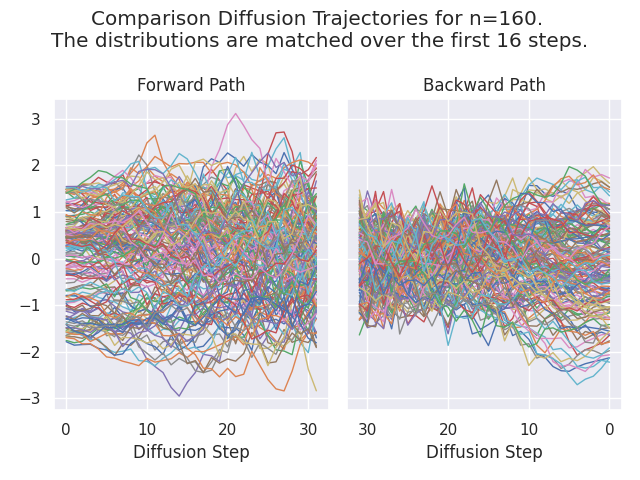 Comparison Diffusion Trajectories for n=160.
The distributions are matched over the first 16 steps.
Forward Path
Backward Path
3
2
1
0
−1
−2
−3
0 10 20 30
30 20 10 0
Diffusion Step
Diffusion Step